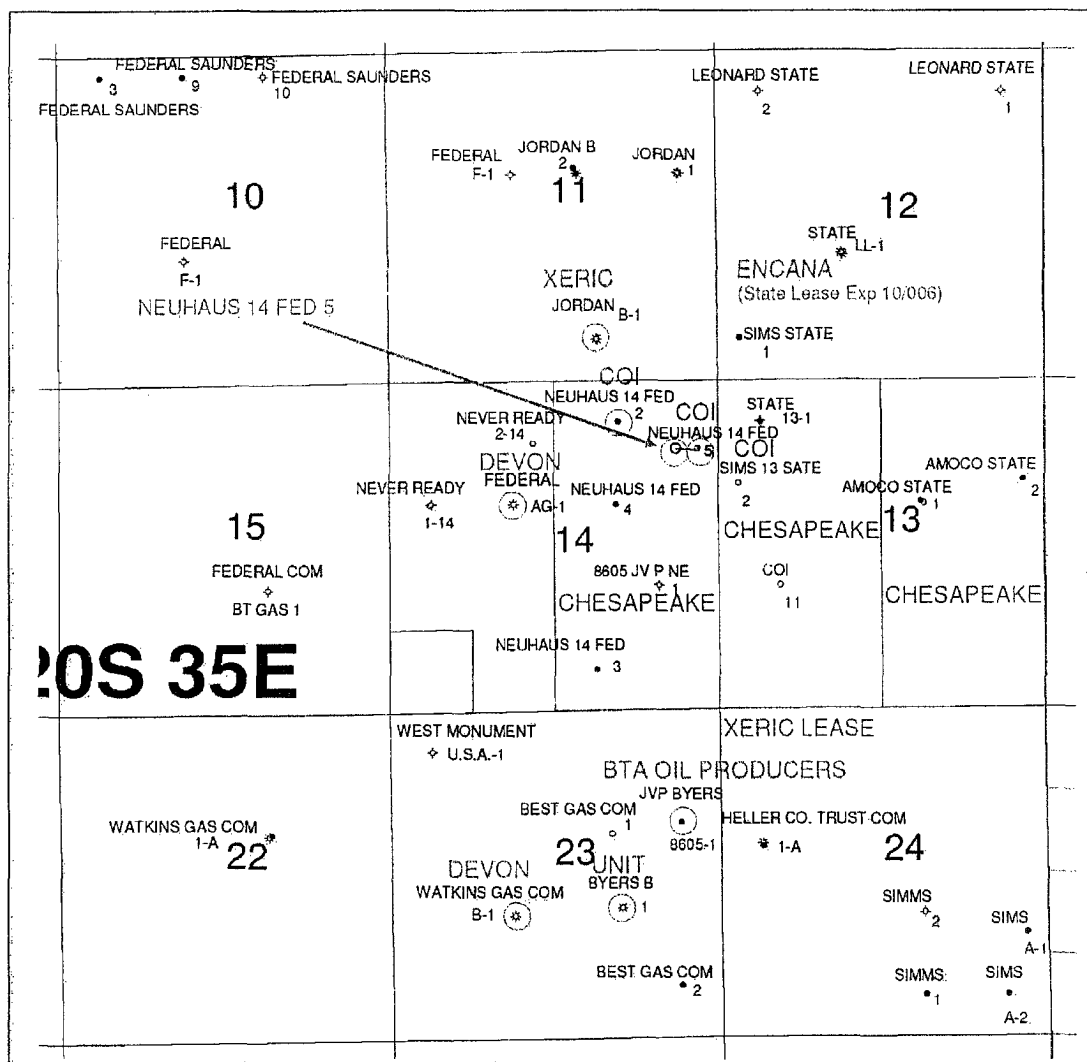 FEDERAL SAUNDERS
3
9
FEDERAL SAUNDERS
10
FEDERAL SAUNDERS
LEONARD STATE
2
LEONARD STATE
1
FEDERAL
F-1
JORDAN B
2
11
JORDAN
1
10
12
FEDERAL
F-1
STATE
LL-1
XERIC
ENCANA
(State Lease Exp 10/006)
NEUHAUS 14 FED 5
JORDAN
B-1
SIMS STATE
1
COI
NEUHAUS 14 FED
2
COI
STATE
13-1
NEVER READY
2-14
NEUHAUS 14 FED
5
COI
DEVON
FEDERAL
AG-1
SIMS 13 SATE
2
AMOCO STATE
2
NEVER READY
1-14
NEUHAUS 14 FED
4
AMOCO STATE
1
15
14
CHESAPEAKE
13
FEDERAL COM
BT GAS 1
8605 JV P NE
1
CHESAPEAKE
COI
11
CHESAPEAKE
NEUHAUS 14 FED
3
20S 35E
WEST MONUMENT
U.S.A.-1
XERIC LEASE
BTA OIL PRODUCERS
JVP BYERS
8605-1
BEST GAS COM
1
HELLER CO. TRUST COM
1-A
WATKINS GAS COM
1-A
22
23
24
DEVON
UNIT
WATKINS GAS COM
B-1
BYERS B
1
SIMMS
2
SIMS
A-1
BEST GAS COM
2
SIMMS
1
SIMS
A-2